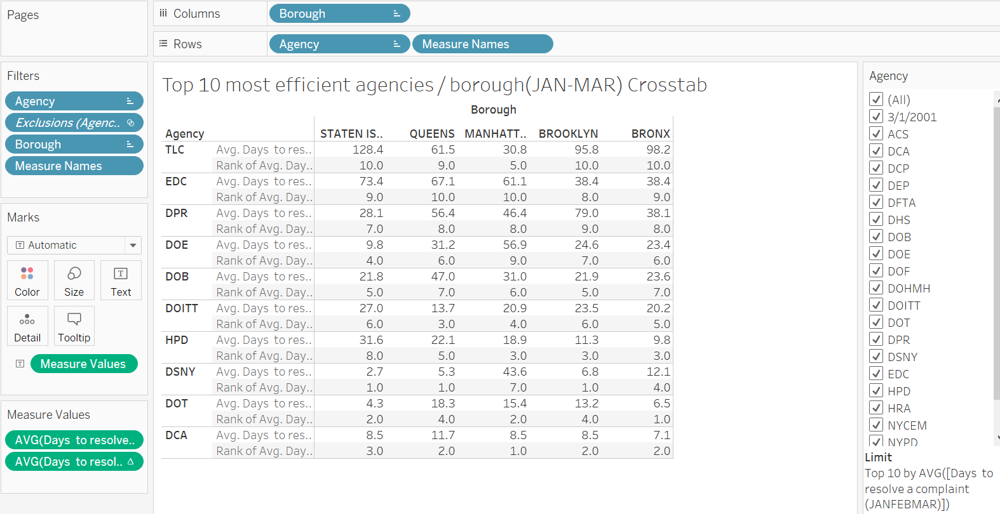 Pages
Columns
Borough
Rows
Agency Measure Names
Filters
Agency
Exclusions (Agenc..
Borough
Measure Names
Marks
Automatic
Color Size Text
Detail Tooltip
Measure Values
Measure Values
AVG(Days to resolve..
AVG(Days to resol..
Top 10 most efficient agencies / borough(JAN-MAR) Crosstab
Borough
Agency STATEN IS.. QUEENS MANHATT.. BROOKLYN BRONX
TLC Avg. Days to res.. 128.4 61.5 30.8 95.8 98.2
Rank of Avg. Day.. 10.0 9.0 5.0 10.0 10.0
EDC Avg. Days to res.. 73.4 67.1 61.1 38.4 38.4
Rank of Avg. Day.. 9.0 10.0 10.0 8.0 9.0
DPR Avg. Days to res.. 28.1 56.4 46.4 79.0 38.1
Rank of Avg. Day.. 7.0 8.0 8.0 9.0 8.0
DOE Avg. Days to res.. 9.8 31.2 56.9 24.6 23.4
Rank of Avg. Day.. 4.0 6.0 9.0 7.0 6.0
DOB Avg. Days to res.. 21.8 47.0 31.0 21.9 23.6
Rank of Avg. Day.. 5.0 7.0 6.0 5.0 7.0
DOITT Avg. Days to res.. 27.0 13.7 20.9 23.5 20.2
Rank of Avg. Day.. 6.0 3.0 4.0 6.0 5.0
HPD Avg. Days to res.. 31.6 22.1 18.9 11.3 9.8
Rank of Avg. Day.. 8.0 5.0 3.0 3.0 3.0
DSNY Avg. Days to res.. 2.7 5.3 43.6 6.8 12.1
Rank of Avg. Day.. 1.0 1.0 7.0 1.0 4.0
DOT Avg. Days to res.. 4.3 18.3 15.4 13.2 6.5
Rank of Avg. Day.. 2.0 4.0 2.0 4.0 1.0
DCA Avg. Days to res.. 8.5 11.7 8.5 8.5 7.1
Rank of Avg. Day.. 3.0 2.0 1.0 2.0 2.0
Agency
(All)
3/1/2001
ACS
DCA
DCP
DEP
DFTA
DHS
DOB
DOE
DOF
DOHMH
DOITT
DOT
DPR
DSNY
EDC
HPD
HRA
NYCEM
NYPD
Limit
Top 10 by AVG([Days to
resolve a complaint
(JANFEBMAR)])